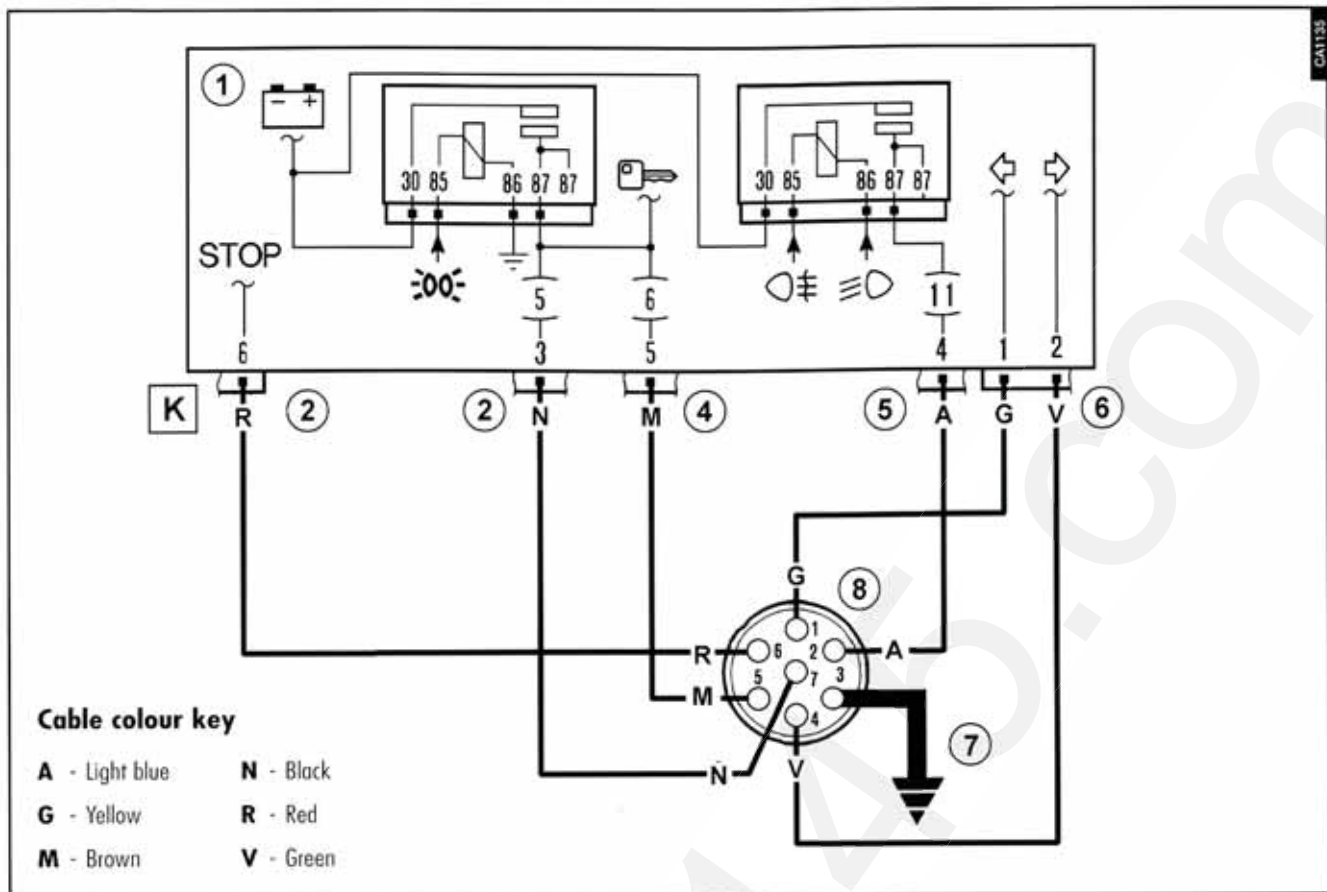 CA1135
1
- +
30 85 86 87 87
30 85 86 87 87
STOP
5 6 11
6 3 5 4 1 2
K R 2 2 N M 4 5 A G V 6
G 8
1
R 6 2 A
5 7 3
M
4
7
N V
Cable colour key
A - Light blue N - Black
G - Yellow R - Red
M - Brown V - Green